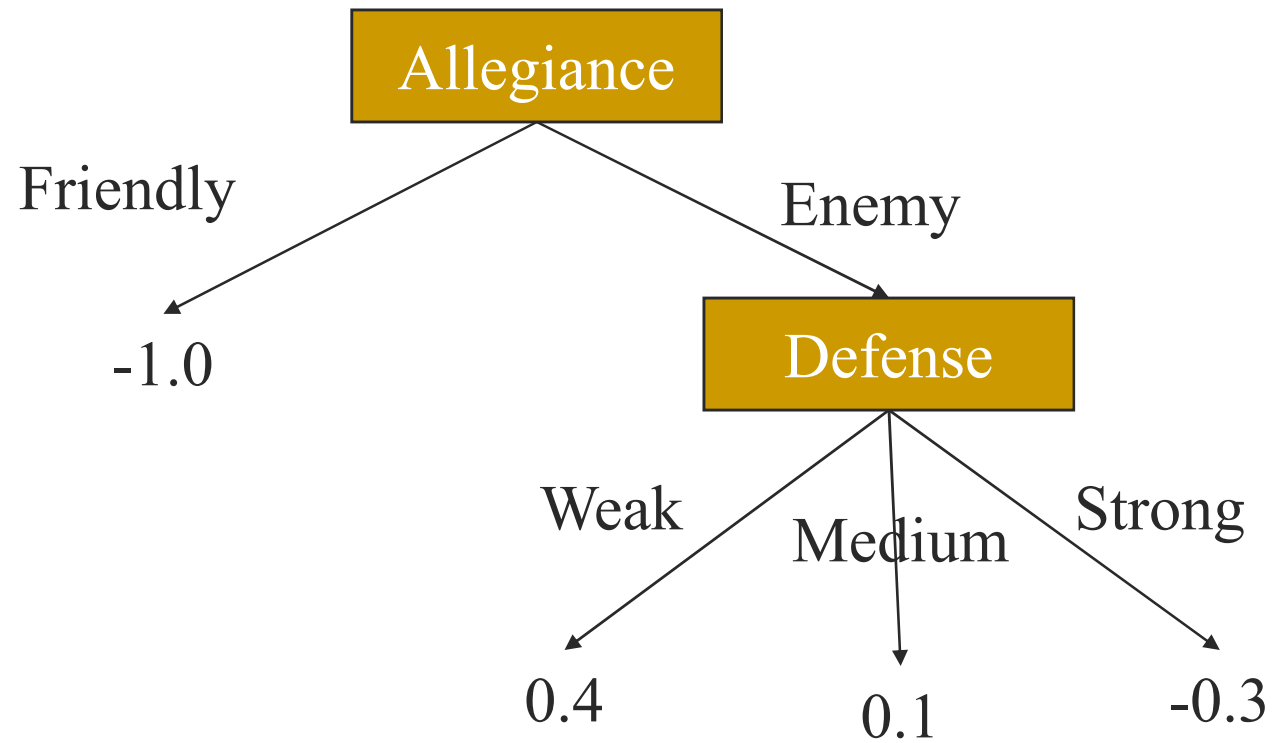 Allegiance
Friendly
Enemy
-1.0
Defense
Weak
Medium
Strong
0.4
0.1
-0.3